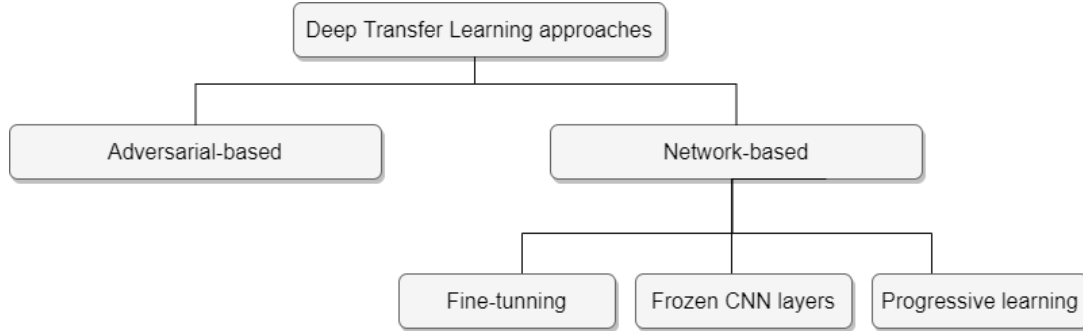 Deep Transfer Learning approaches
Adversarial-based
Network-based
Fine-tunning
Frozen CNN layers
Progressive learning